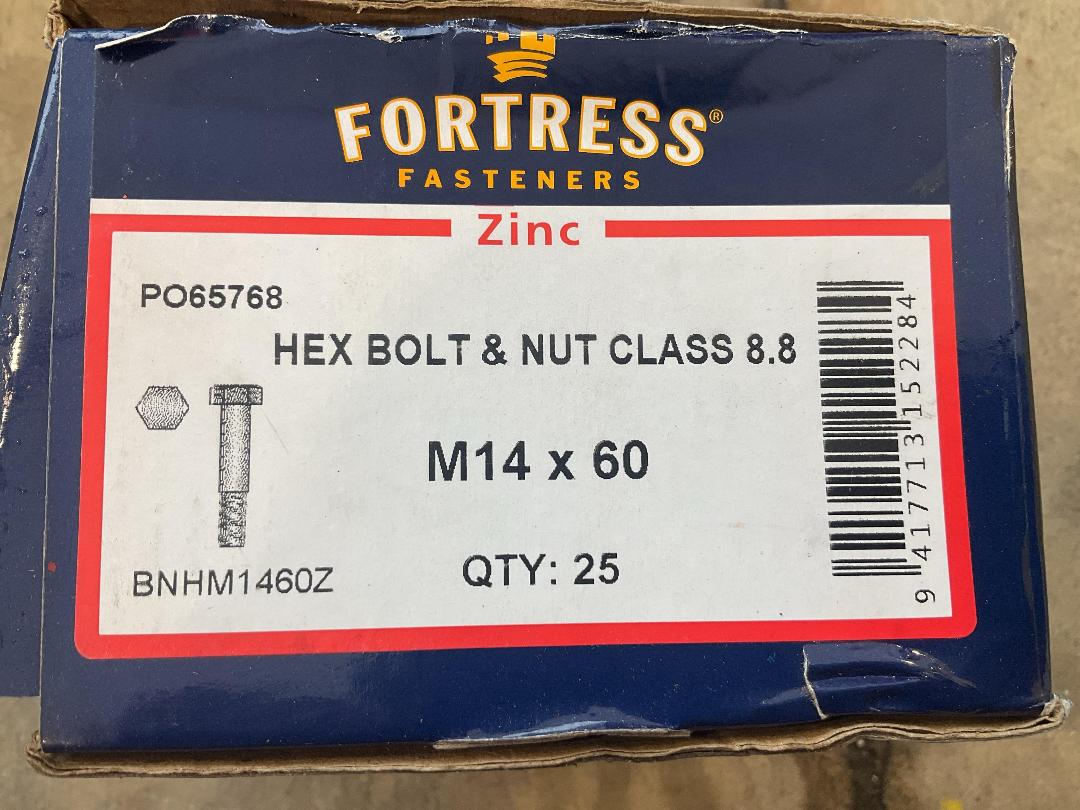 FORTRESS®
FASTENERS
Zinc
PO65768
HEX BOLT & NUT CLASS 8.8
M14 x 60
BNHM1460Z
QTY: 25
9 417713 152284